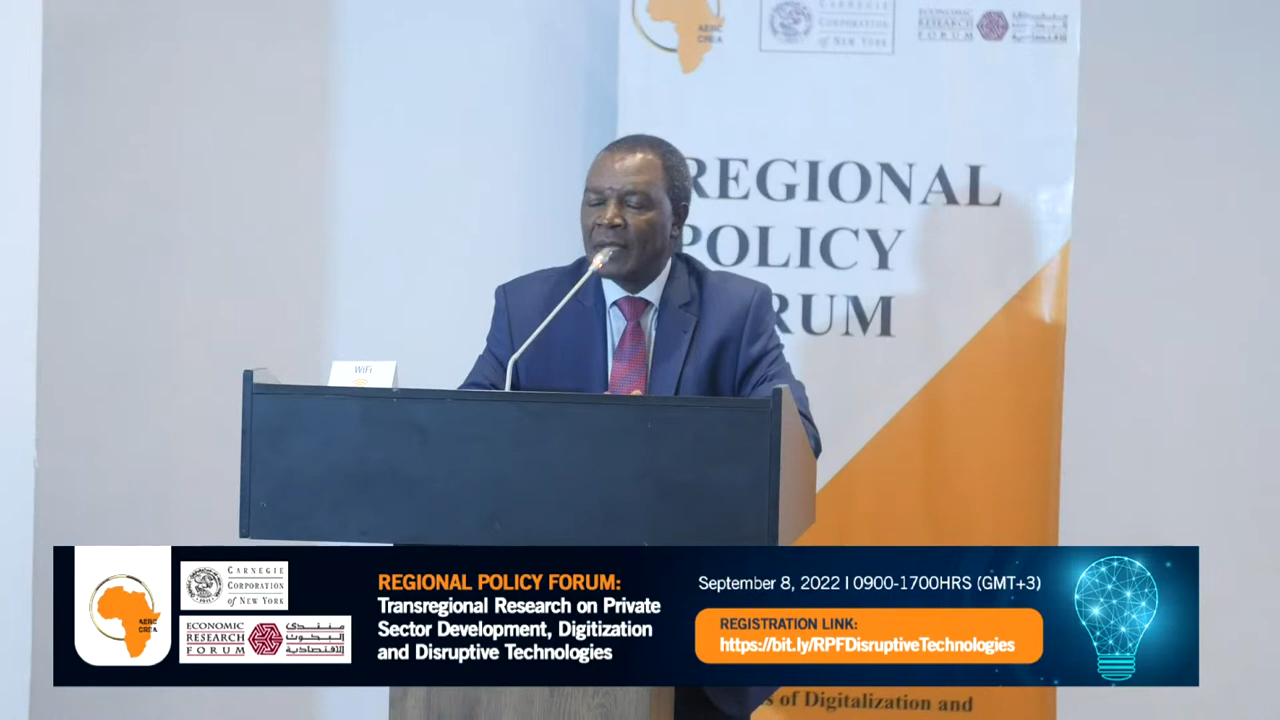 AERC
CREA
CARNEGIE
CORPORATION
of NEW YORK
ECONOMIC
RESEARCH
FORUM
REGIONAL
POLICY
RUM
WiFi
AERC
CREA
CARNEGIE
CORPORATION
of NEW YORK
ECONOMIC
RESEARCH
FORUM
منتدى
البحوث
الاقتصادية
REGIONAL POLICY FORUM:
Transregional Research on Private
Sector Development, Digitization
and Disruptive Technologies
September 8, 2022 | 0900-1700HRS (GMT+3)
REGISTRATION LINK:
https://bit.ly/RPFDisruptiveTechnologies
s of Digitalization and